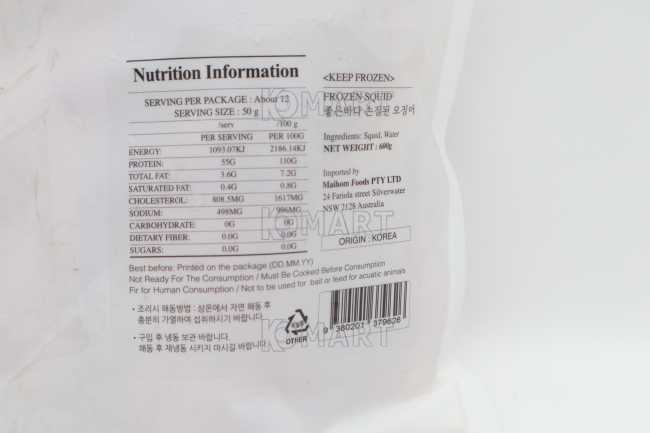 Nutrition Information
SERVING PER PACKAGE : About 12
SERVING SIZE : 50 g
/serv /100 g
PER SERVING PER 100G
ENERGY: 1093.07KJ 2186.14KJ
PROTEIN: 55G 110G
TOTAL FAT: 3.6G 7.2G
SATURATED FAT: 0.4G 0.8G
CHOLESTEROL: 808.5MG 1617MG
SODIUM: 498MG 996MG
CARBOHYDRATE: 0G 0G
DIETARY FIBER: 0.0G 0.0G
SUGARS: 0.0G 0.0G
<KEEP FROZEN>
FROZEN SQUID
좋은바다 손질된 오징어
Ingredients: Squid, Water
NET WEIGHT : 600g
Imported by
Maihom Foods PTY LTD
24 Fariola street Silverwater
NSW 2128 Australia
ORIGIN : KOREA
Best before: Printed on the package (DD.MM.YY)
Not Ready For The Consumption / Must Be Cooked Before Consumption
Fir for Human Consumption / Not to be used for bait or feed for acuatic animals
• 조리시 해동방법 : 상온에서 자연 해동 후
충분히 가열하여 섭취하시기 바랍니다.
• 구입 후 냉동 보관 바랍니다.
해동 후 재냉동 시키지 마시길 바랍니다.
비닐류
OTHER
9 380201 379626
KOMART
KOMART
KOMART